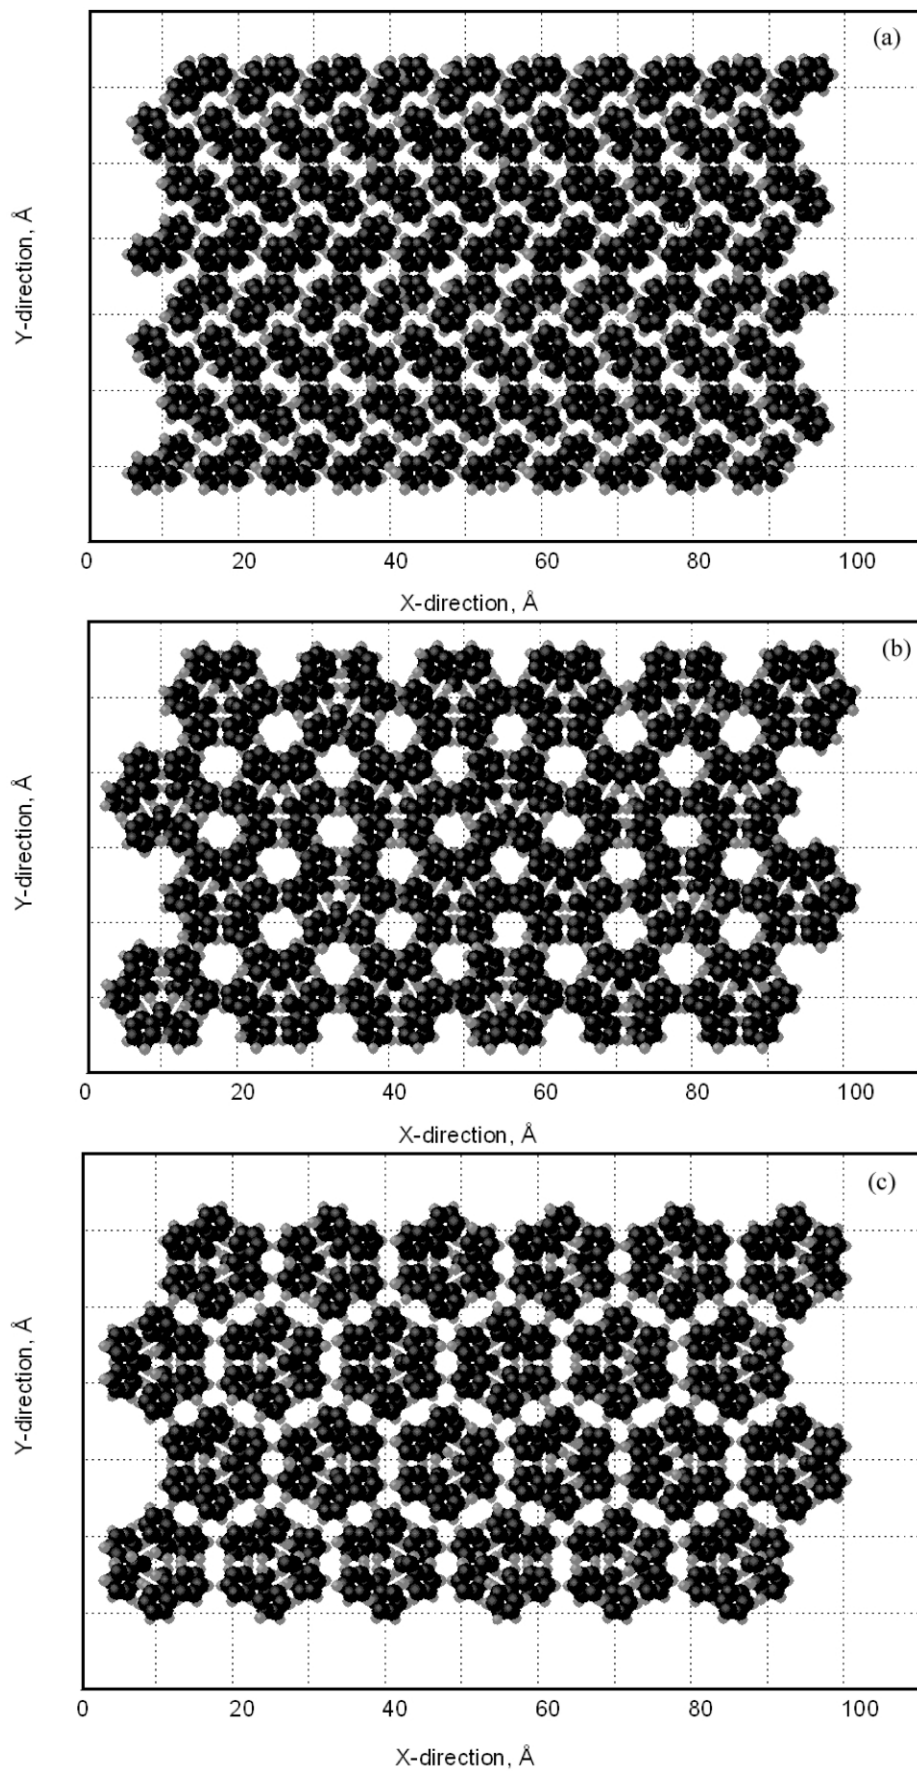 (a)
Y-direction, Å
(a)
0 20 40 60 80 100
X-direction, Å
(b)
Y-direction, Å
0 20 40 60 80 100
X-direction, Å
(c)
Y-direction, Å
0 20 40 60 80 100
X-direction, Å